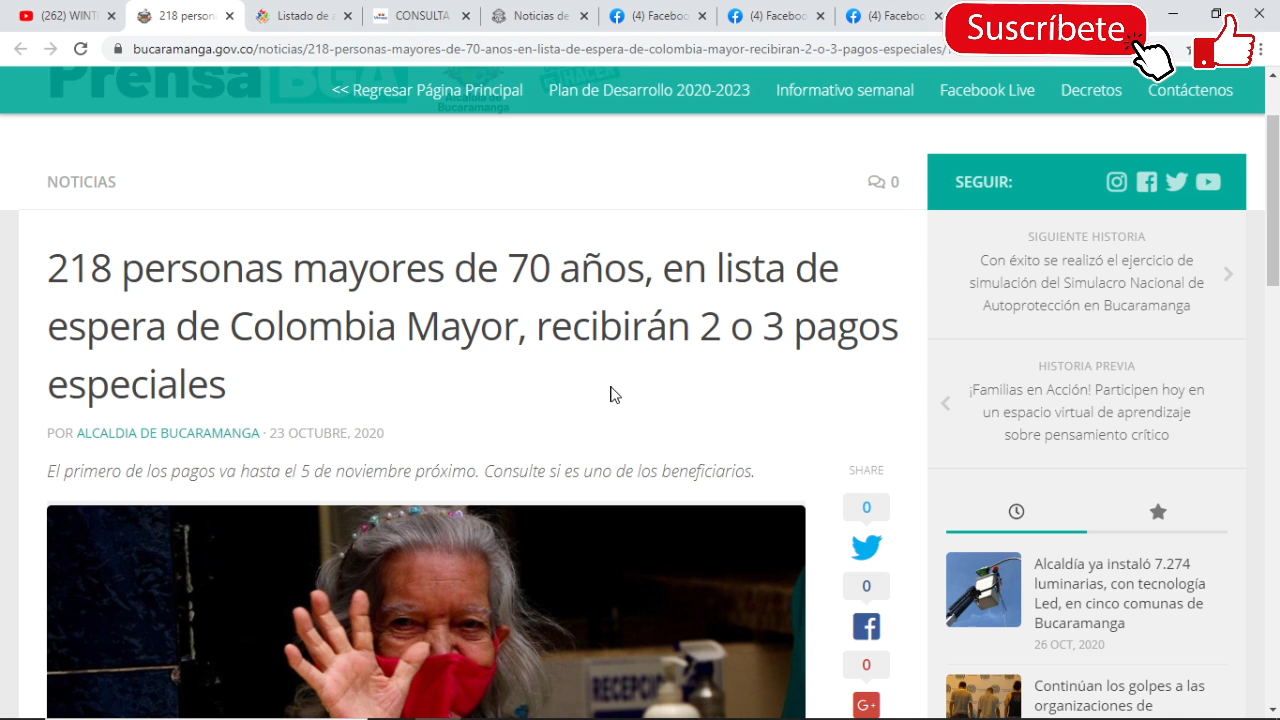 (262) WINT
218 person
Listado de a
CONSULTA
Noticias de
(4) Faceboo
(4) Faceboo
(4) Faceboo
Suscríbete
bucaramanga.gov.co/noticias/218-personas-mayores-de-70-anos-en-lista-de-espera-de-colombia-mayor-recibiran-2-o-3-pagos-especiales/
Prensa BGA
Alcaldía de
Bucaramanga
<< Regresar Página Principal
Plan de Desarrollo 2020-2023
Informativo semanal
Facebook Live
Decretos
Contáctenos
NOTICIAS
0
SEGUIR:
218 personas mayores de 70 años, en lista de
espera de Colombia Mayor, recibirán 2 o 3 pagos
especiales
POR ALCALDIA DE BUCARAMANGA · 23 OCTUBRE, 2020
El primero de los pagos va hasta el 5 de noviembre próximo. Consulte si es uno de los beneficiarios.
SHARE
0
0
0
G+
RECEPCI
SIGUIENTE HISTORIA
Con éxito se realizó el ejercicio de
simulación del Simulacro Nacional de
Autoprotección en Bucaramanga
HISTORIA PREVIA
¡Familias en Acción! Participen hoy en
un espacio virtual de aprendizaje
sobre pensamiento crítico
Alcaldía ya instaló 7.274
luminarias, con tecnología
Led, en cinco comunas de
Bucaramanga
26 OCT, 2020
Continúan los golpes a las
organizaciones de